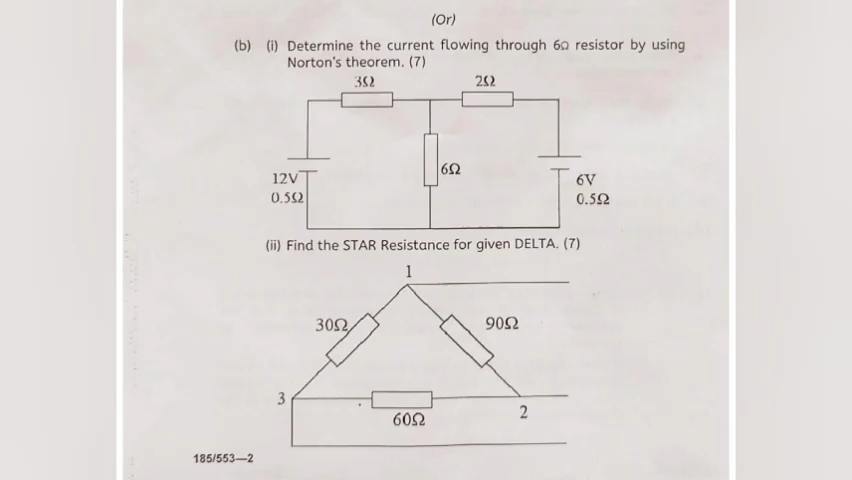 (Or)
(b) (i) Determine the current flowing through 6Ω resistor by using
Norton's theorem. (7)
3Ω 2Ω
6Ω
12V 6V
0.5Ω 0.5Ω
(ii) Find the STAR Resistance for given DELTA. (7)
1
30Ω 90Ω
3 2
60Ω
185/553—2